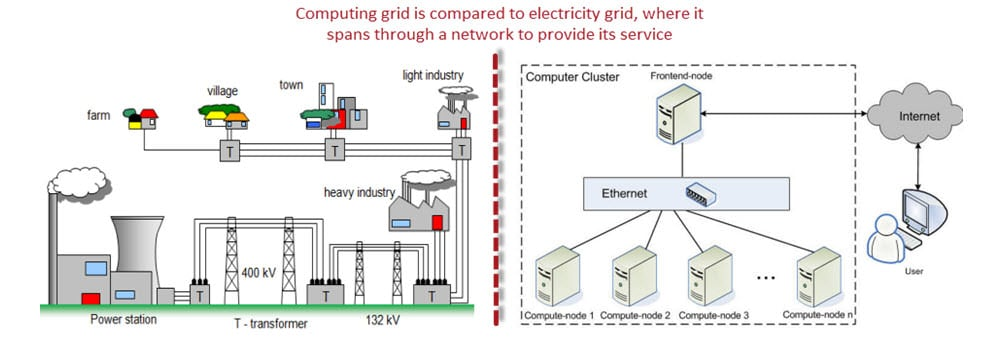 Computing grid is compared to electricity grid, where it
spans through a network to provide its service
light industry
town
village
farm
T
T
T
heavy industry
400 kV
T
T
T
Power station
T - transformer
132 kV
Computer Cluster
Frontend-node
Internet
Ethernet
User
...
Compute-node 1
Compute-node 2
Compute-node 3
Compute-node n